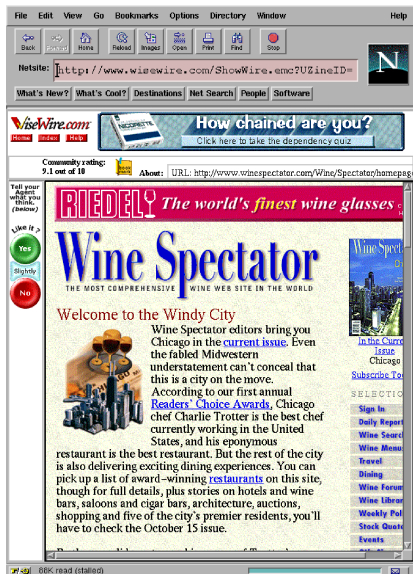 File Edit View Go Bookmarks Options Directory Window Help
Back Forward Home Reload Images Open Print Find Stop
Netsite: http://www.wisewire.com/ShowWire.emc?UZineID=
N
What's New? What's Cool? Destinations Net Search People Software
WiseWire.com
Home Index Help
NICORETTE
How chained are you?
Click here to take the dependency quiz
Community rating:
9.1 out of 10
About: URL: http://www.winespectator.com/Wine/Spectator/homepage
Tell your
Agent
what you
think.
(below)
Like it?
Yes
Slightly
No
RIEDEL The world's finest wine glasses
Wine Spectator
THE MOST COMPREHENSIVE WINE WEB SITE IN THE WORLD
Welcome to the Windy City
Wine Spectator editors bring you
Chicago in the current issue. Even
the fabled Midwestern
understatement can't conceal that
this is a city on the move.
According to our first annual
Readers' Choice Awards, Chicago
chef Charlie Trotter is the best chef
currently working in the United
States, and his eponymous
restaurant is the best restaurant. But the rest of the city
is also delivering exciting dining experiences. You can
pick up a list of award-winning restaurants on this site,
though for full details, plus stories on hotels and wine
bars, saloons and cigar bars, architecture, auctions,
shopping and five of the city's premier residents, you'll
have to check the October 15 issue.
Wine Spect
In the Curre
Issue
Chicago
Subscribe To
SELECTIO
Sign In
Daily Report
Wine Searc
Wine Menu
Travel
Dining
Wine Forum
Wine Librar
Weekly Pol
Stock Quot
Events
88K read (stalled)